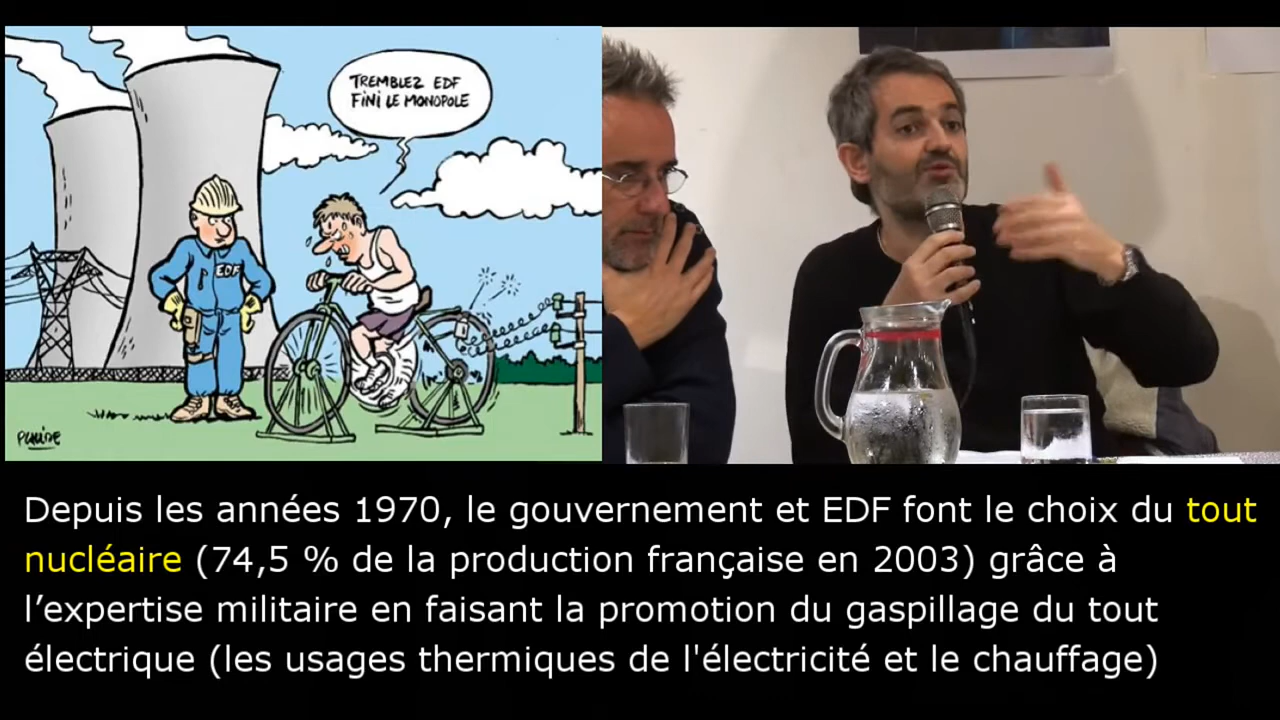 TREMBLEZ EDF
FINI LE MONOPOLE
EDF
Depuis les années 1970, le gouvernement et EDF font le choix du tout
nucléaire (74,5 % de la production française en 2003) grâce à
l’expertise militaire en faisant la promotion du gaspillage du tout
électrique (les usages thermiques de l'électricité et le chauffage)